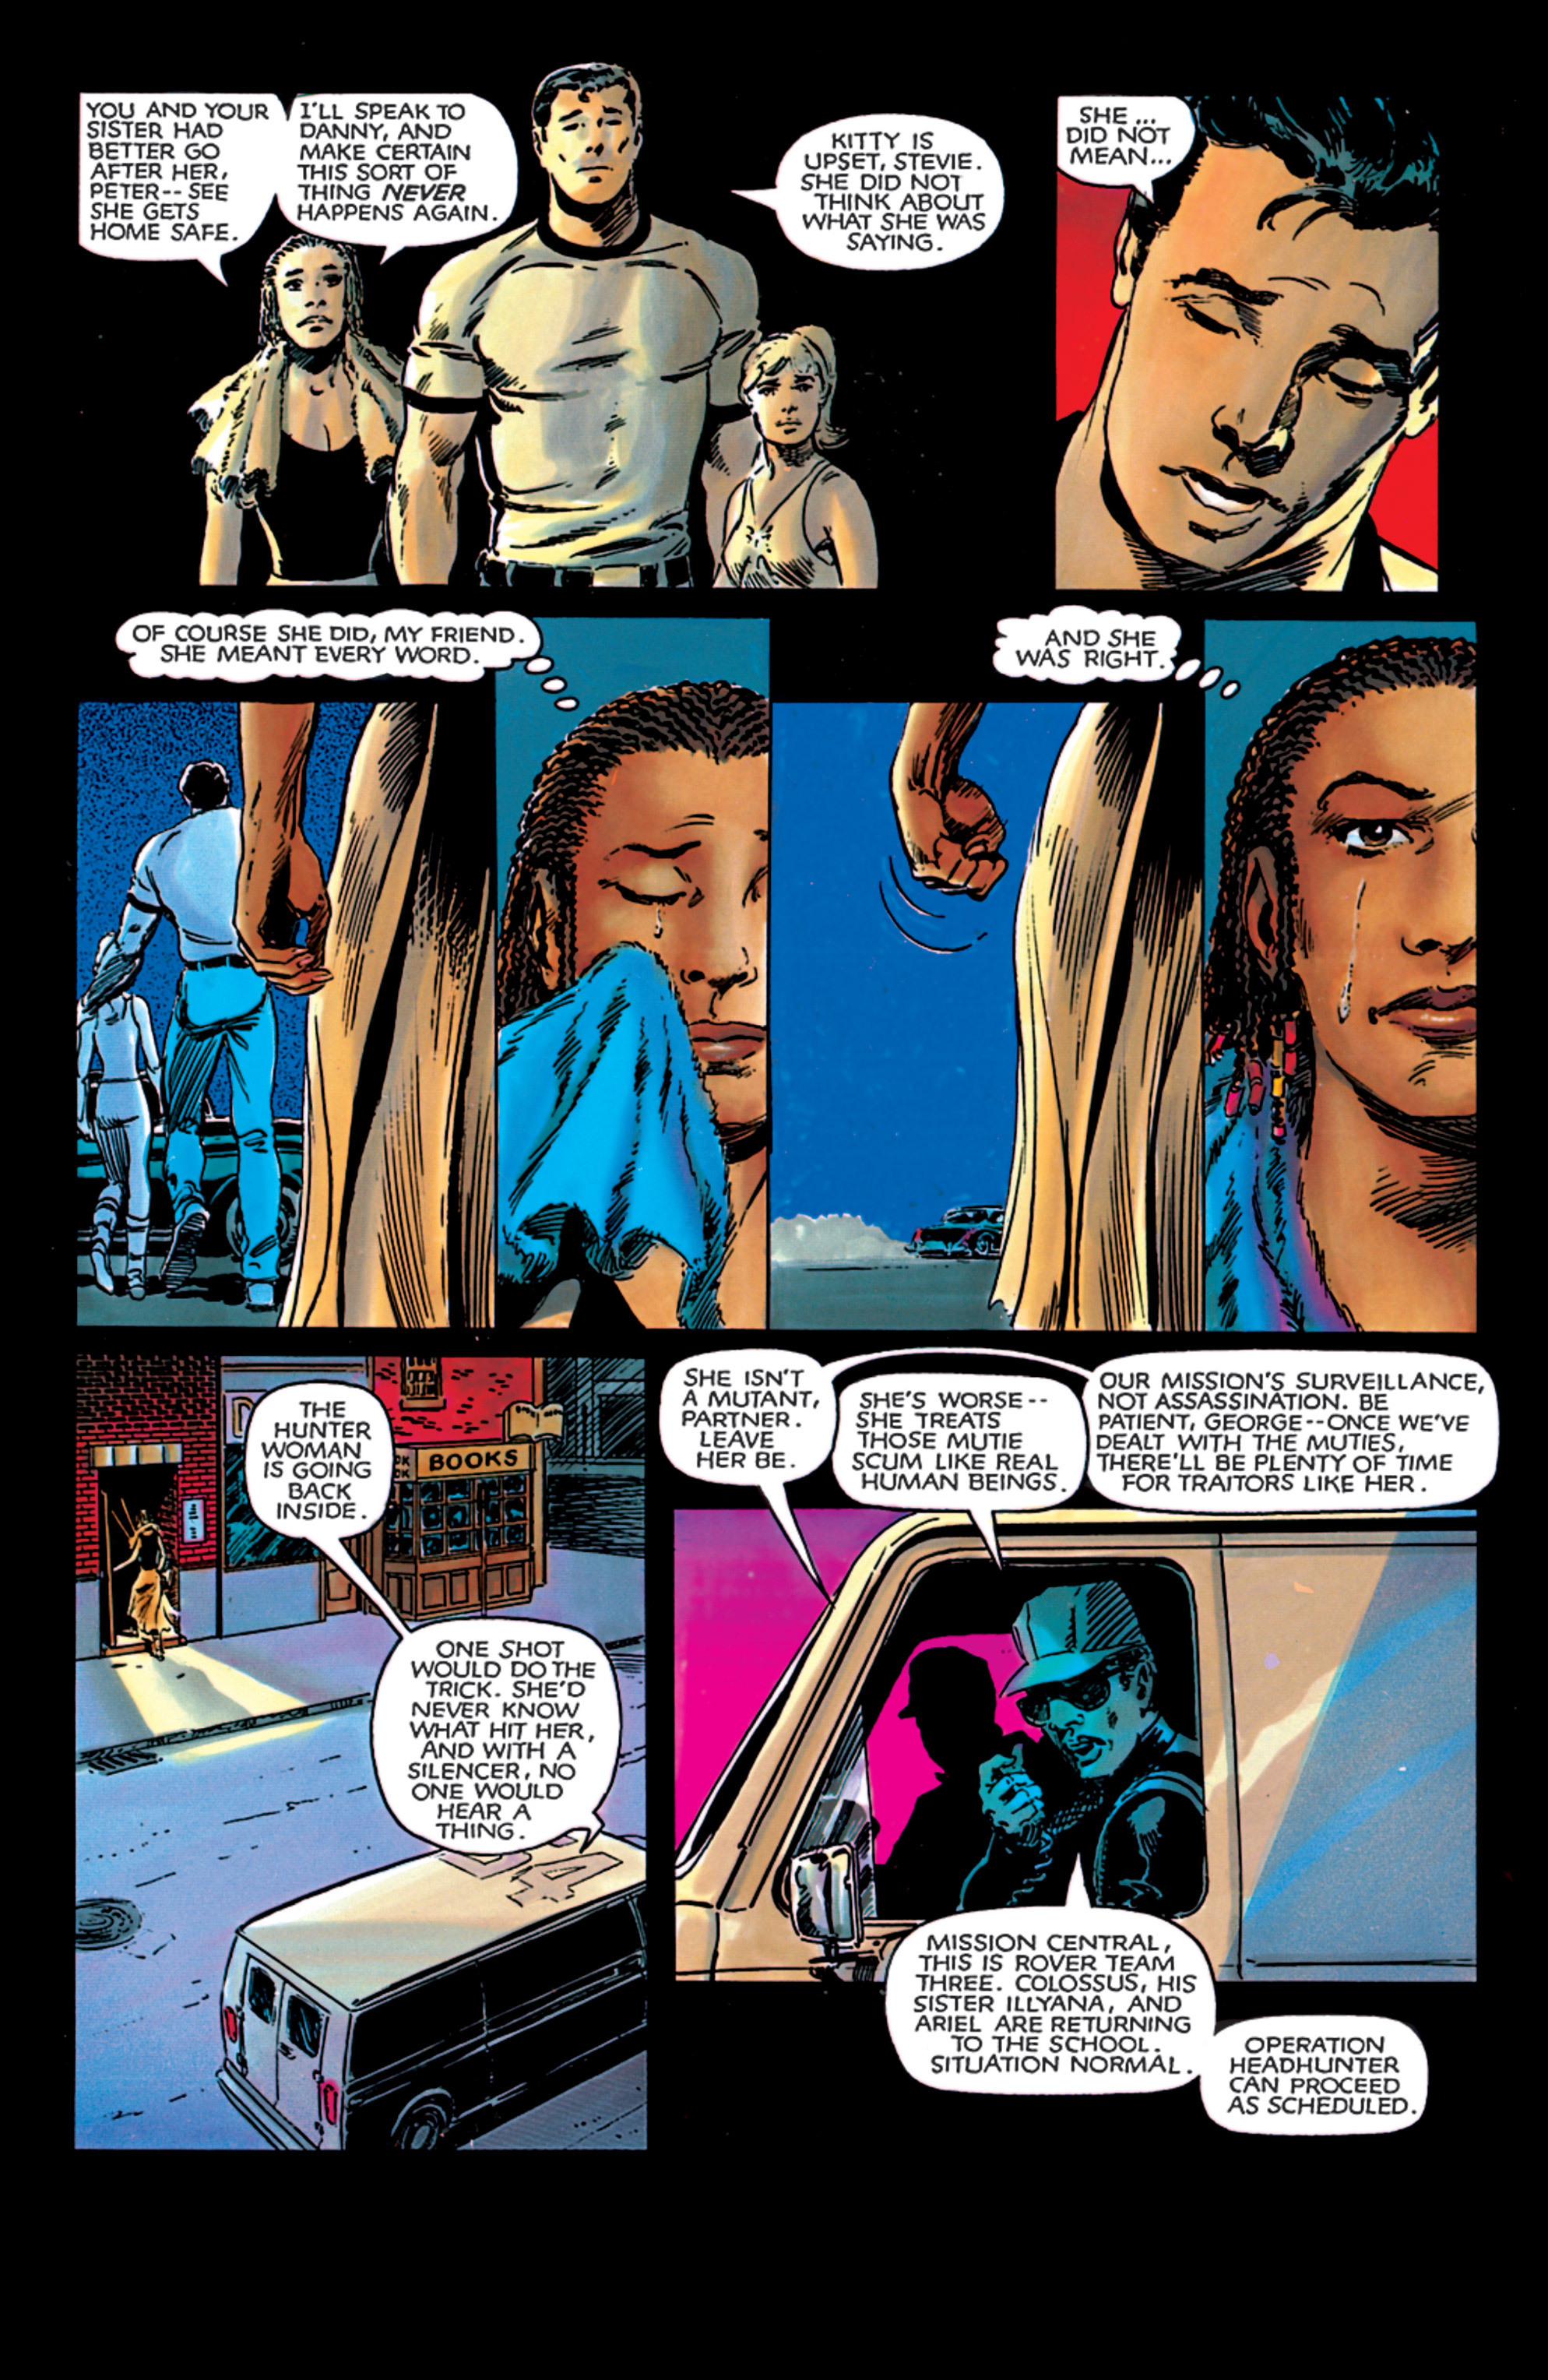 YOU AND YOUR
SISTER HAD
BETTER GO
AFTER HER,
PETER--SEE
SHE GETS
HOME SAFE.
I'LL SPEAK TO
DANNY, AND
MAKE CERTAIN
THIS SORT OF
THING NEVER
HAPPENS AGAIN.
KITTY IS
UPSET, STEVIE.
SHE DID NOT
THINK ABOUT
WHAT SHE WAS
SAYING.
SHE...
DID NOT
MEAN...
OF COURSE SHE DID, MY FRIEND.
SHE MEANT EVERY WORD.
AND SHE
WAS RIGHT.
THE
HUNTER
WOMAN
IS GOING
BACK
INSIDE.
BOOKS
ONE SHOT
WOULD DO THE
TRICK. SHE'D
NEVER KNOW
WHAT HIT HER,
AND WITH A
SILENCER, NO
ONE WOULD
HEAR A
THING.
4
SHE ISN'T
A MUTANT,
PARTNER.
LEAVE
HER BE.
SHE'S WORSE--
SHE TREATS
THOSE MUTIE
SCUM LIKE REAL
HUMAN BEINGS.
OUR MISSION'S SURVEILLANCE,
NOT ASSASSINATION. BE
PATIENT, GEORGE--ONCE WE'VE
DEALT WITH THE MUTIES,
THERE'LL BE PLENTY OF TIME
FOR TRAITORS LIKE HER.
MISSION CENTRAL,
THIS IS ROVER TEAM
THREE. COLOSSUS, HIS
SISTER ILLYANA, AND
ARIEL ARE RETURNING
TO THE SCHOOL.
SITUATION NORMAL.
OPERATION
HEADHUNTER
CAN PROCEED
AS SCHEDULED.